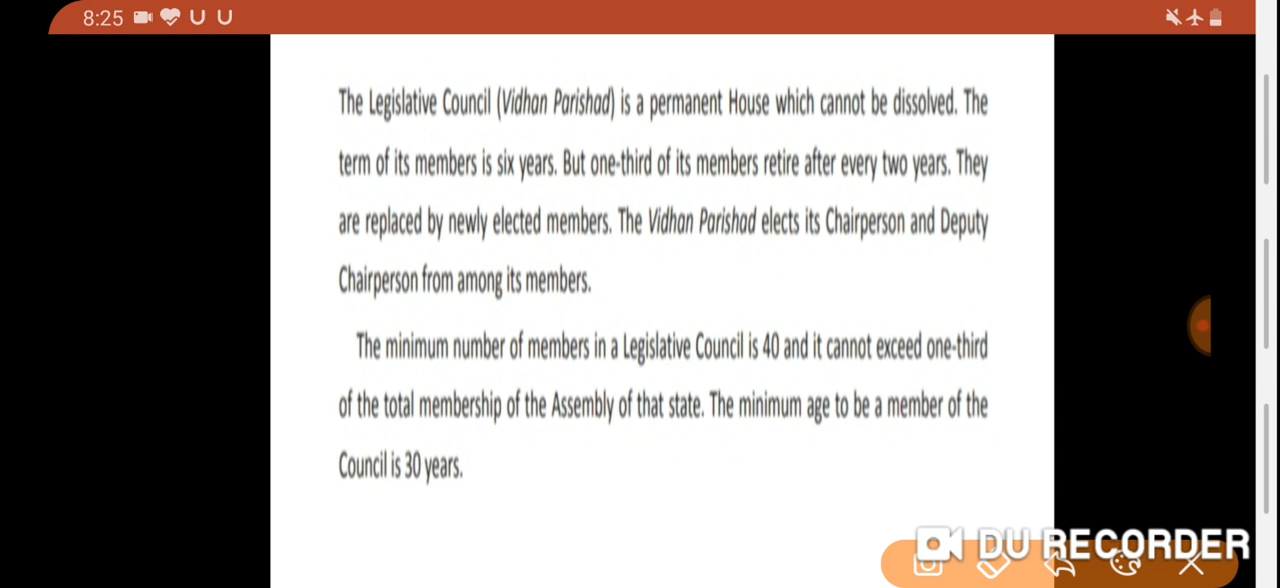 8:25
The Legislative Council (Vidhan Parishad) is a permanent House which cannot be dissolved. The
term of its members is six years. But one-third of its members retire after every two years. They
are replaced by newly elected members. The Vidhan Parishad elects its Chairperson and Deputy
Chairperson from among its members.
The minimum number of members in a Legislative Council is 40 and it cannot exceed one-third
of the total membership of the Assembly of that state. The minimum age to be a member of the
Council is 30 years.
DU RECORDER